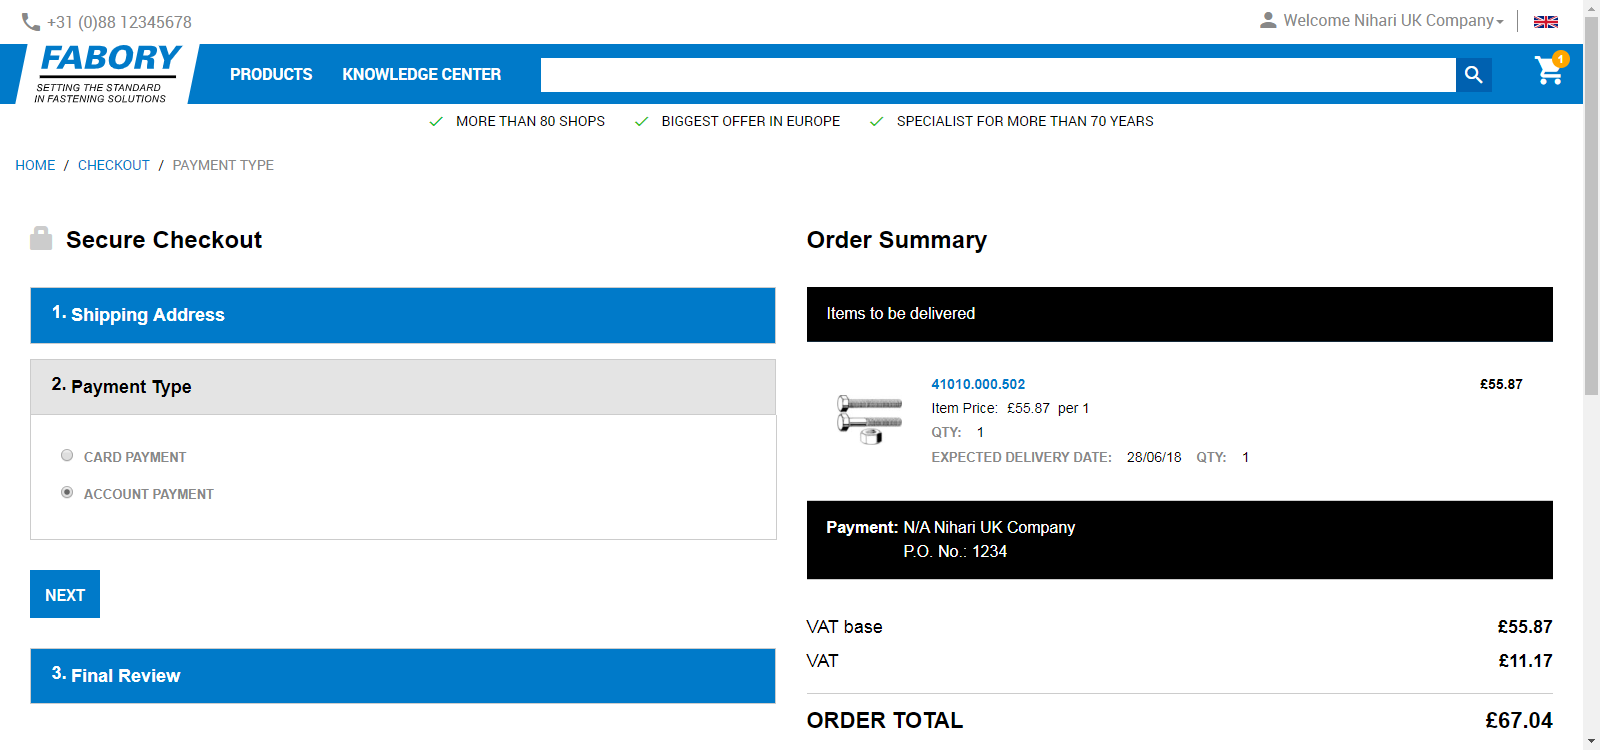 +31 (0)88 12345678
Welcome Nihari UK Company
FABORY
SETTING THE STANDARD
IN FASTENING SOLUTIONS
PRODUCTS
KNOWLEDGE CENTER
1
MORE THAN 80 SHOPS
BIGGEST OFFER IN EUROPE
SPECIALIST FOR MORE THAN 70 YEARS
HOME / CHECKOUT / PAYMENT TYPE
Secure Checkout
1. Shipping Address
2. Payment Type
CARD PAYMENT
ACCOUNT PAYMENT
NEXT
3. Final Review
Order Summary
Items to be delivered
41010.000.502 £55.87
Item Price: £55.87 per 1
QTY: 1
EXPECTED DELIVERY DATE: 28/06/18 QTY: 1
Payment: N/A Nihari UK Company
P.O. No.: 1234
VAT base £55.87
VAT £11.17
ORDER TOTAL £67.04